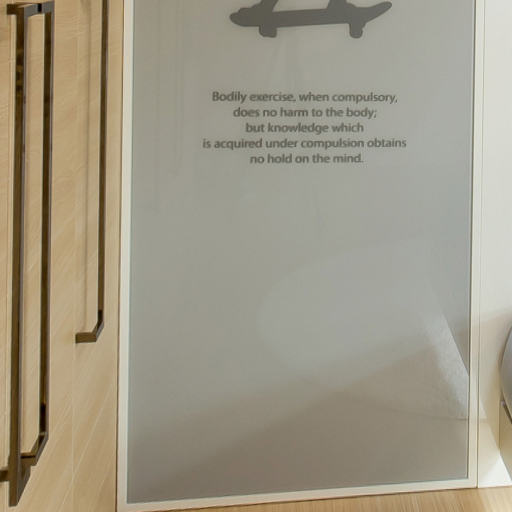 Bodily exercise, when compulsory,
does no harm to the body;
but knowledge which
is acquired under compulsion obtains
no hold on the mind.